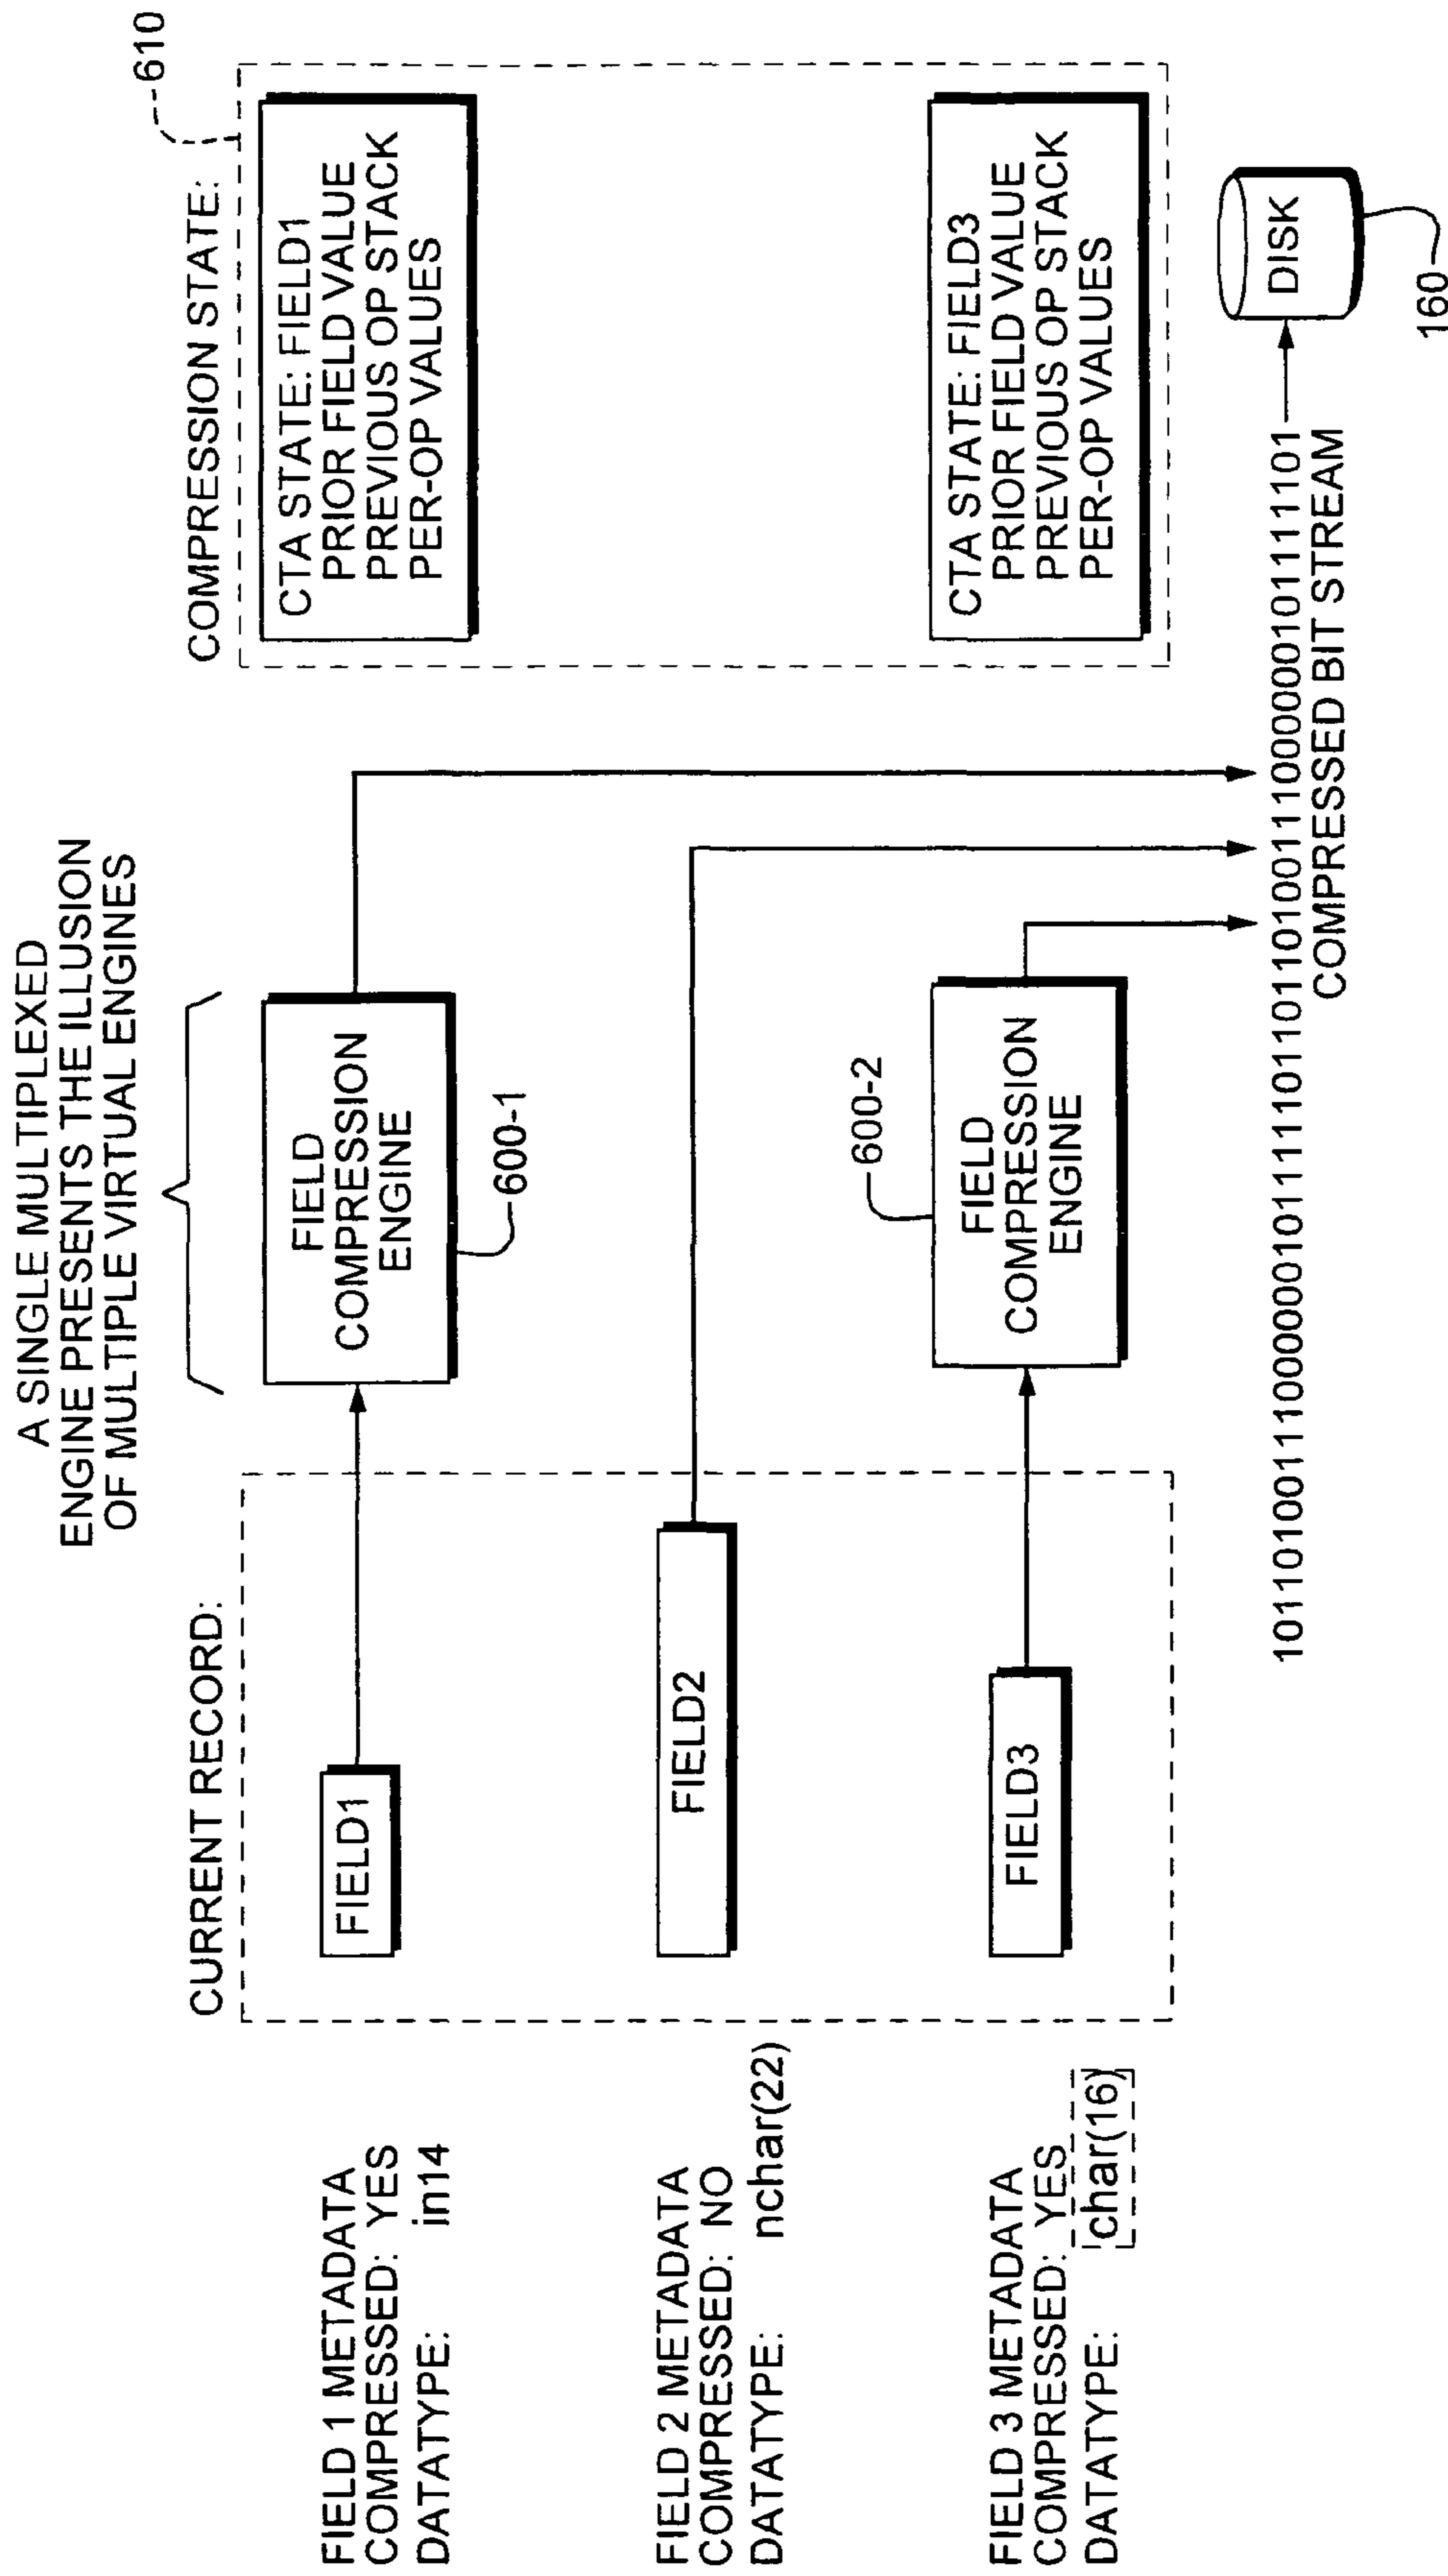 A SINGLE MULTIPLEXED
ENGINE PRESENTS THE ILLUSION
OF MULTIPLE VIRTUAL ENGINES
CURRENT RECORD:
COMPRESSION STATE:
610
FIELD 1 METADATA
COMPRESSED: YES
DATATYPE: in14
FIELD1
FIELD
COMPRESSION
ENGINE
600-1
CTA STATE: FIELD1
PRIOR FIELD VALUE
PREVIOUS OP STACK
PER-OP VALUES
FIELD 2 METADATA
COMPRESSED: NO
DATATYPE: nchar(22)
FIELD2
FIELD 3 METADATA
COMPRESSED: YES
DATATYPE: char(16)
FIELD3
600-2
FIELD
COMPRESSION
ENGINE
CTA STATE: FIELD3
PRIOR FIELD VALUE
PREVIOUS OP STACK
PER-OP VALUES
10110100111000001011111011011011010011100000101111101
COMPRESSED BIT STREAM
DISK
160